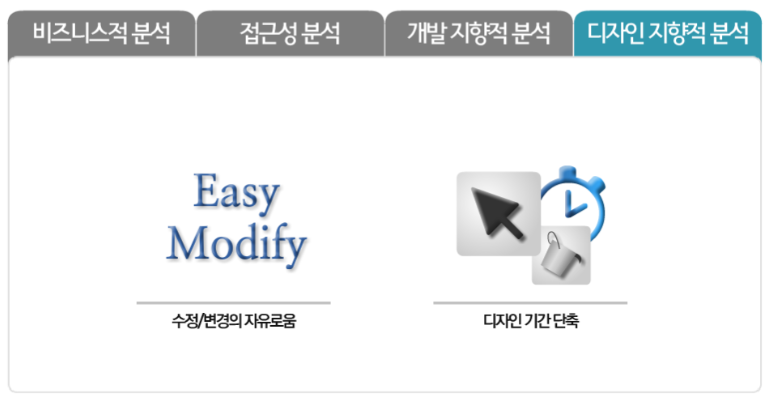 비즈니스적 분석
접근성 분석
개발 지향적 분석
디자인 지향적 분석
Easy
Modify
수정/변경의 자유로움
디자인 기간 단축